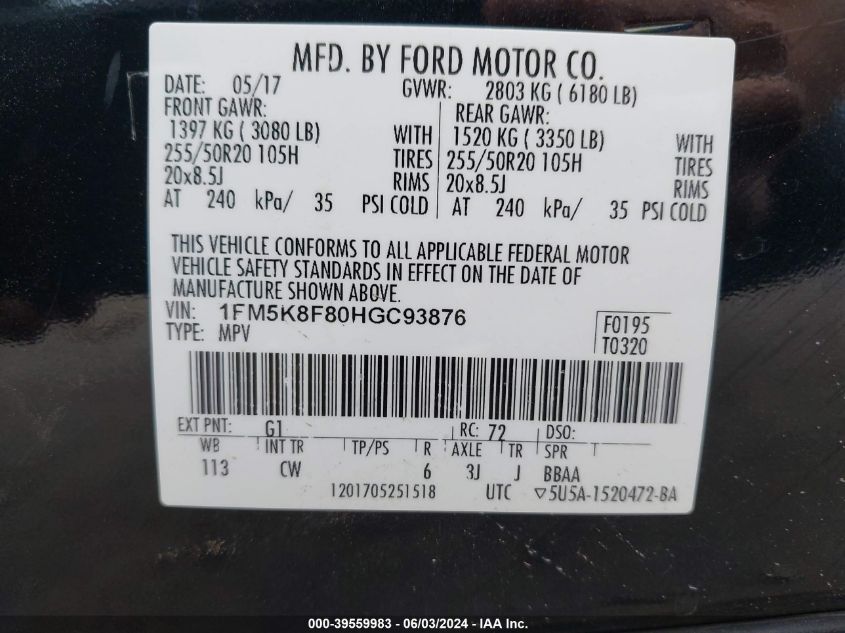 MFD. BY FORD MOTOR CO.
DATE: 05/17 GVWR: 2803 KG ( 6180 LB)
FRONT GAWR: REAR GAWR:
1397 KG ( 3080 LB) WITH 1520 KG ( 3350 LB) WITH
255/50R20 105H TIRES 255/50R20 105H TIRES
20x8.5J RIMS 20x8.5J RIMS
AT 240 kPa/ 35 PSI COLD AT 240 kPa/ 35 PSI COLD
THIS VEHICLE CONFORMS TO ALL APPLICABLE FEDERAL MOTOR
VEHICLE SAFETY STANDARDS IN EFFECT ON THE DATE OF
MANUFACTURE SHOWN ABOVE.
VIN: 1FM5K8F80HGC93876 F0195
TYPE: MPV T0320
EXT PNT: G1 RC: 72 DSO:
WB INT TR TP/PS R AXLE TR SPR
113 CW 6 3J J BBAA
1201705251518 UTC ▽5U5A-1520472-BA
000-39559983 - 06/03/2024 - IAAI.com